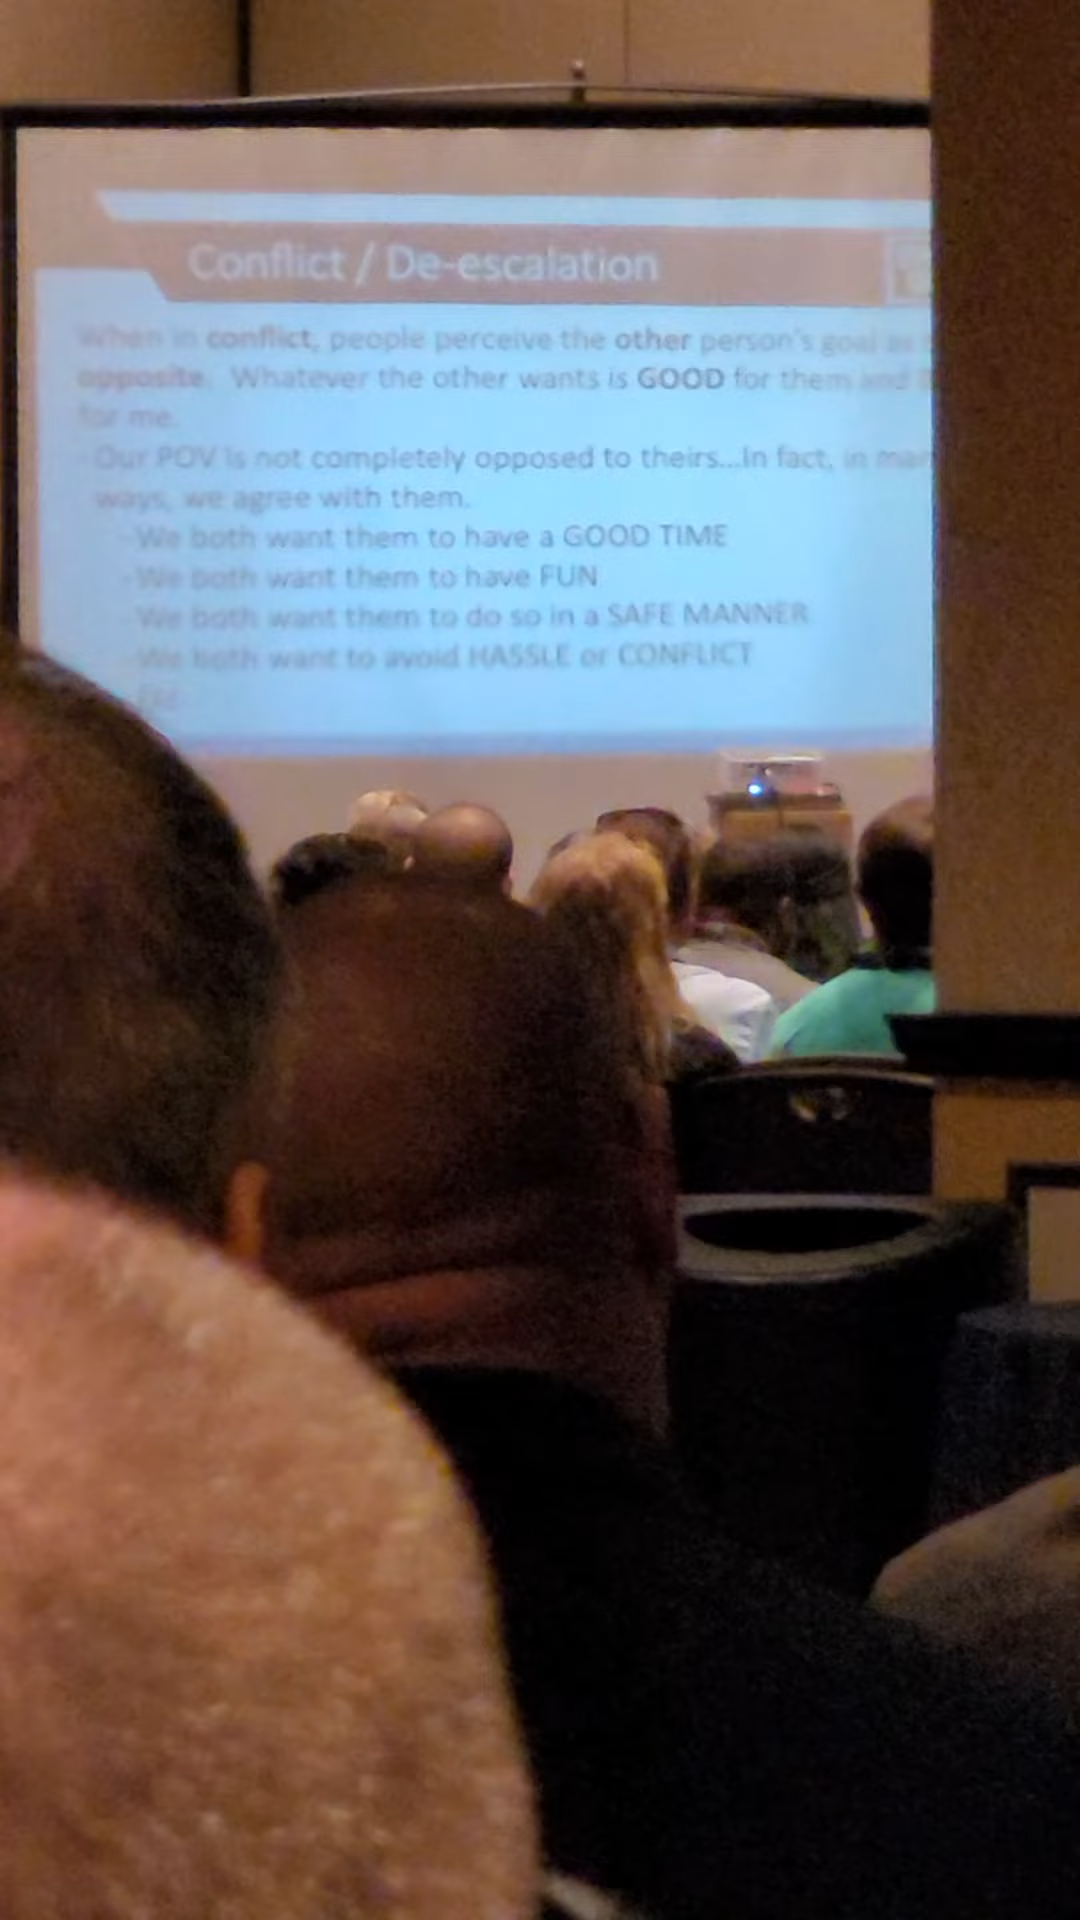 Conflict / De-escalation
When in conflict, people perceive the other person's goal as
opposite. Whatever the other wants is GOOD for them and
for me.
Our POV is not completely opposed to theirs...In fact, in
ways, we agree with them.
- We both want them to have a GOOD TIME
- We both want them to have FUN
- We both want them to do so in a SAFE MANNER
- We both want to avoid HASSLE or CONFLICT